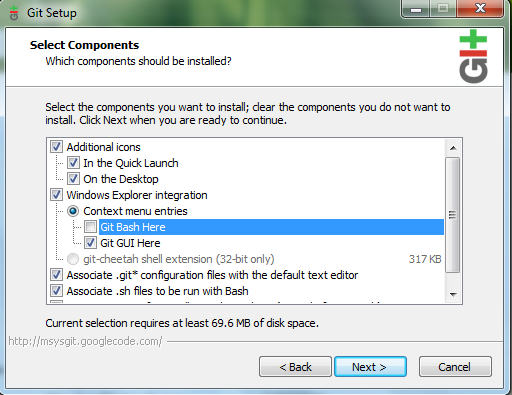 Git Setup
Select Components
Which components should be installed?
GIT
Select the components you want to install; clear the components you do not want to
install. Click Next when you are ready to continue.
Additional icons
In the Quick Launch
On the Desktop
Windows Explorer integration
Context menu entries
Git Bash Here
Git GUI Here
git-cheetah shell extension (32-bit only) 317 KB
Associate .git* configuration files with the default text editor
Associate .sh files to be run with Bash
Current selection requires at least 69.6 MB of disk space.
http://msysgit.googlecode.com/
< Back
Next >
Cancel